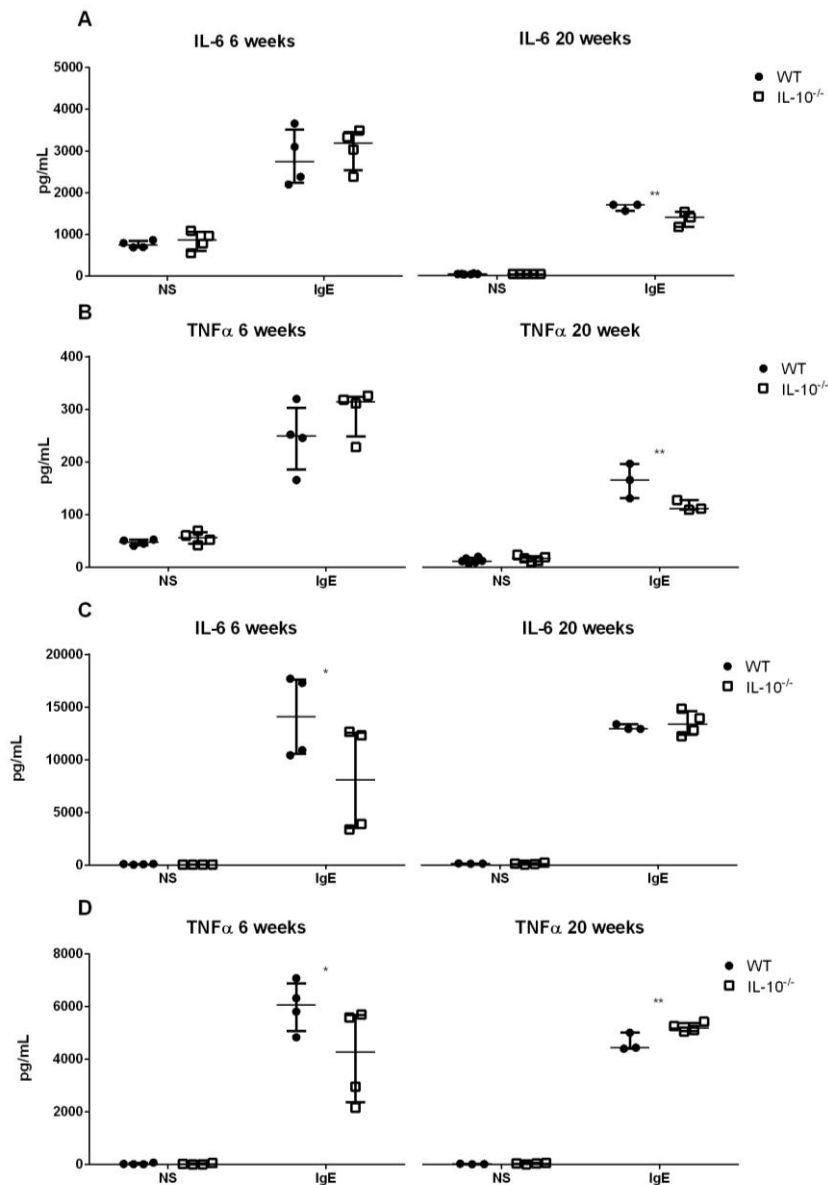 A
IL-6 6 weeks IL-6 20 weeks
WT
IL-10-/-
5000
4000
3000
2000
1000
0
pg/mL
**
NS IgE NS IgE
B
TNFα 6 weeks TNFα 20 week
WT
IL-10-/-
400
300
200
100
0
pg/mL
**
NS IgE NS IgE
C
IL-6 6 weeks IL-6 20 weeks
WT
IL-10-/-
20000
15000
10000
5000
0
pg/mL
*
NS IgE NS IgE
D
TNFα 6 weeks TNFα 20 weeks
WT
IL-10-/-
8000
6000
4000
2000
0
pg/mL
* **
NS IgE NS IgE